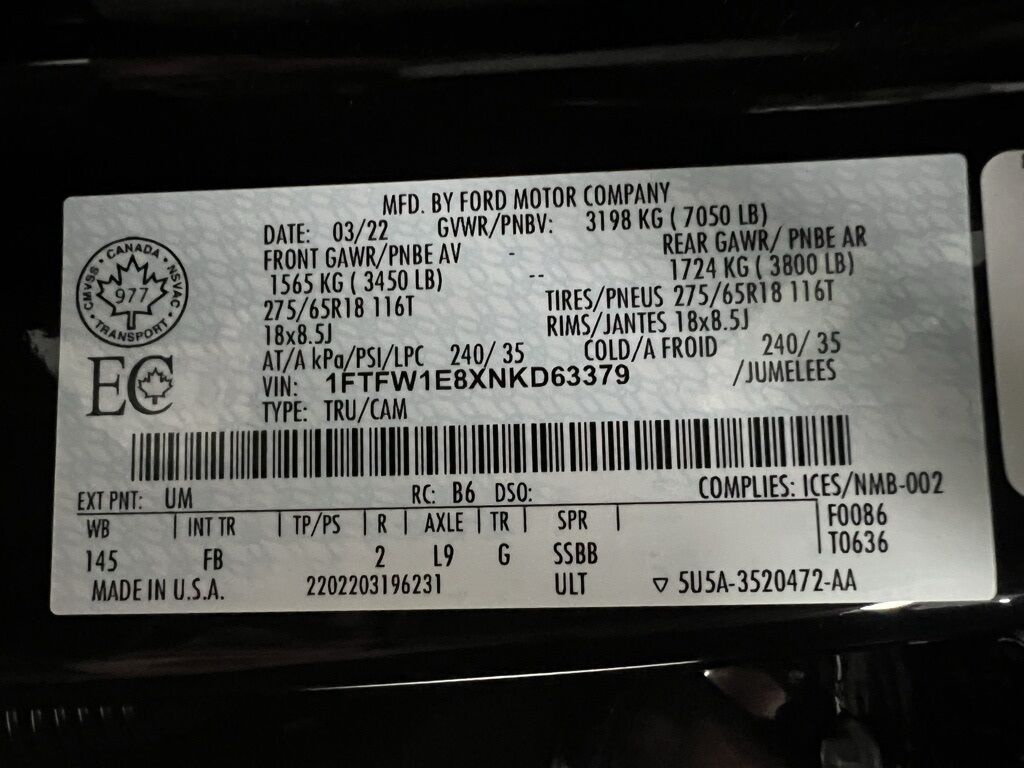 MFD. BY FORD MOTOR COMPANY
DATE: 03/22 GVWR/PNBV: 3198 KG ( 7050 LB)
FRONT GAWR/PNBE AV - REAR GAWR/ PNBE AR
1565 KG ( 3450 LB) -- 1724 KG ( 3800 LB)
275/65R18 116T TIRES/PNEUS 275/65R18 116T
18x8.5J RIMS/JANTES 18x8.5J
AT/A kPa/PSI/LPC 240/ 35 COLD/A FROID 240/ 35
VIN: 1FTFW1E8XNKD63379 /JUMELEES
TYPE: TRU/CAM
CANADA
CMVSS NSVAC
977
TRANSPORT
EC
EXT PNT: UM RC: B6 DSO: COMPLIES: ICES/NMB-002
WB | INT TR | TP/PS | R | AXLE | TR | SPR | F0086
145 FB 2 L9 G SSBB T0636
MADE IN U.S.A. 2202203196231 ULT ▽ 5U5A-3520472-AA